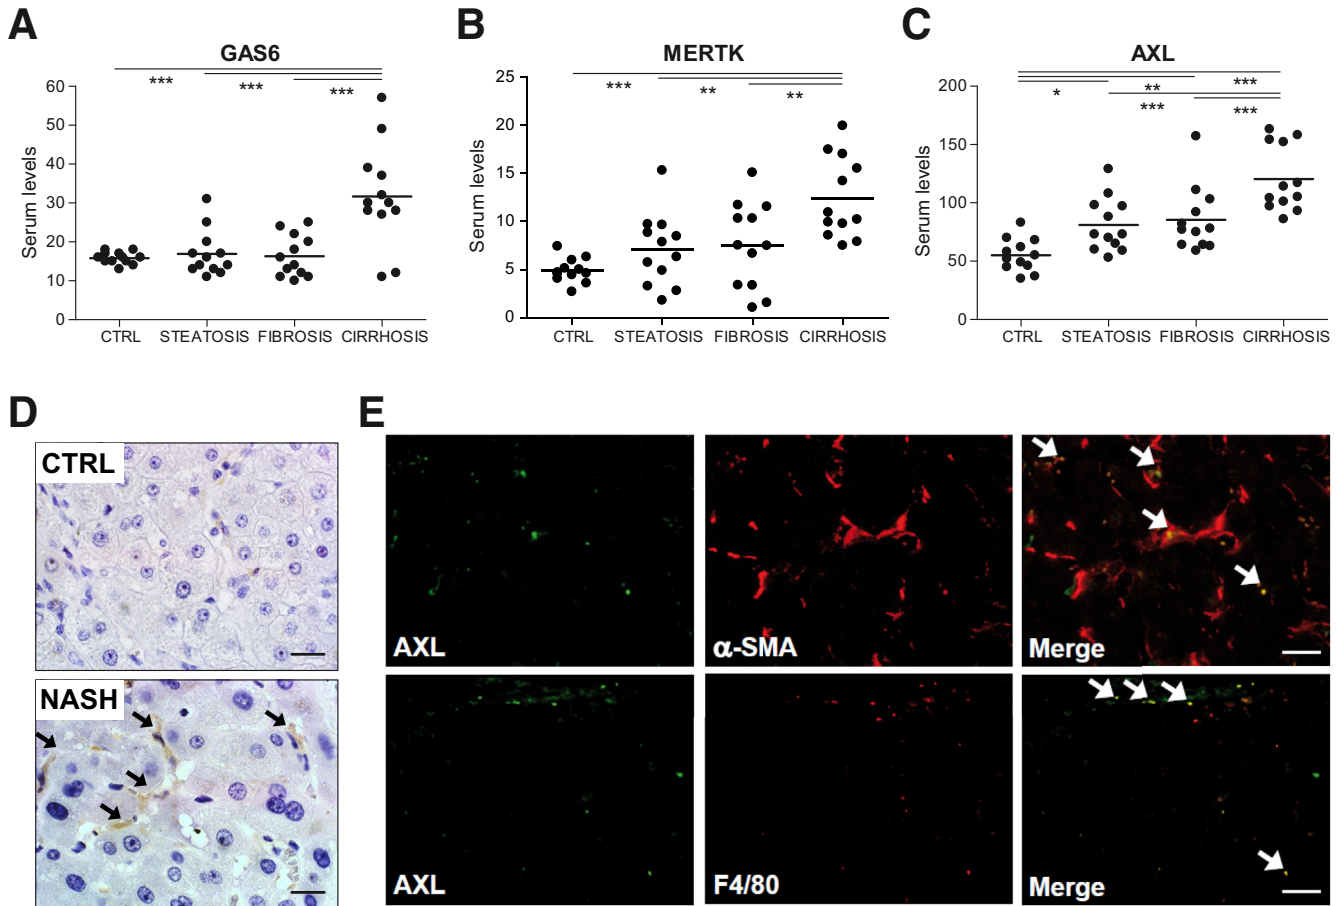 A
GAS6
***
***
***
Serum levels
60
50
40
30
20
10
0
CTRL STEATOSIS FIBROSIS CIRRHOSIS
B
MERTK
***
**
**
Serum levels
25
20
15
10
5
0
CTRL STEATOSIS FIBROSIS CIRRHOSIS
C
AXL
*
**
***
***
***
Serum levels
200
150
100
50
0
CTRL STEATOSIS FIBROSIS CIRRHOSIS
D
CTRL
NASH
E
AXL
α-SMA
Merge
AXL
F4/80
Merge